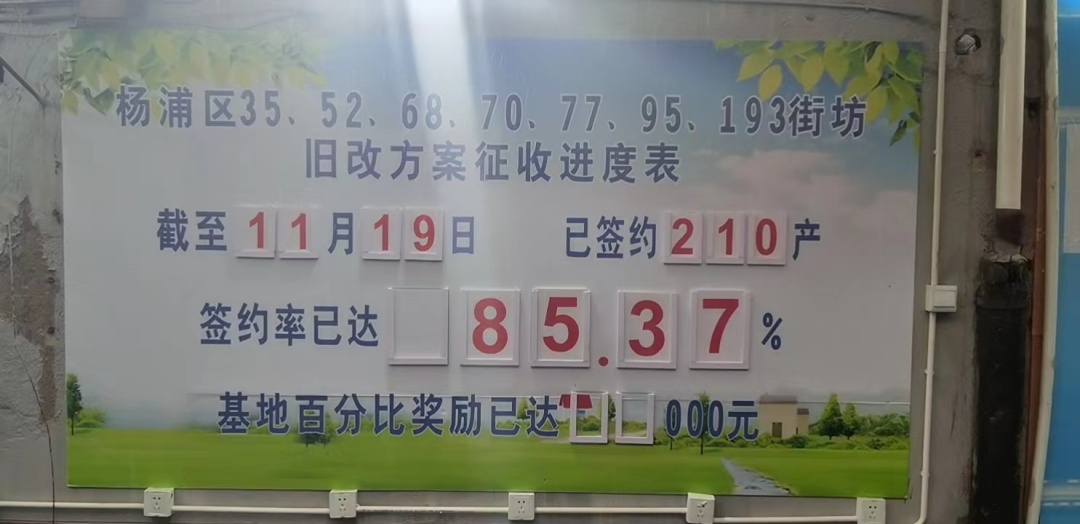 杨浦区35、52、68、70、77、95、193街坊
旧改方案征收进度表
截至11月19日 已签约210产
签约率已达 85.37%
基地百分比奖励已达 000元